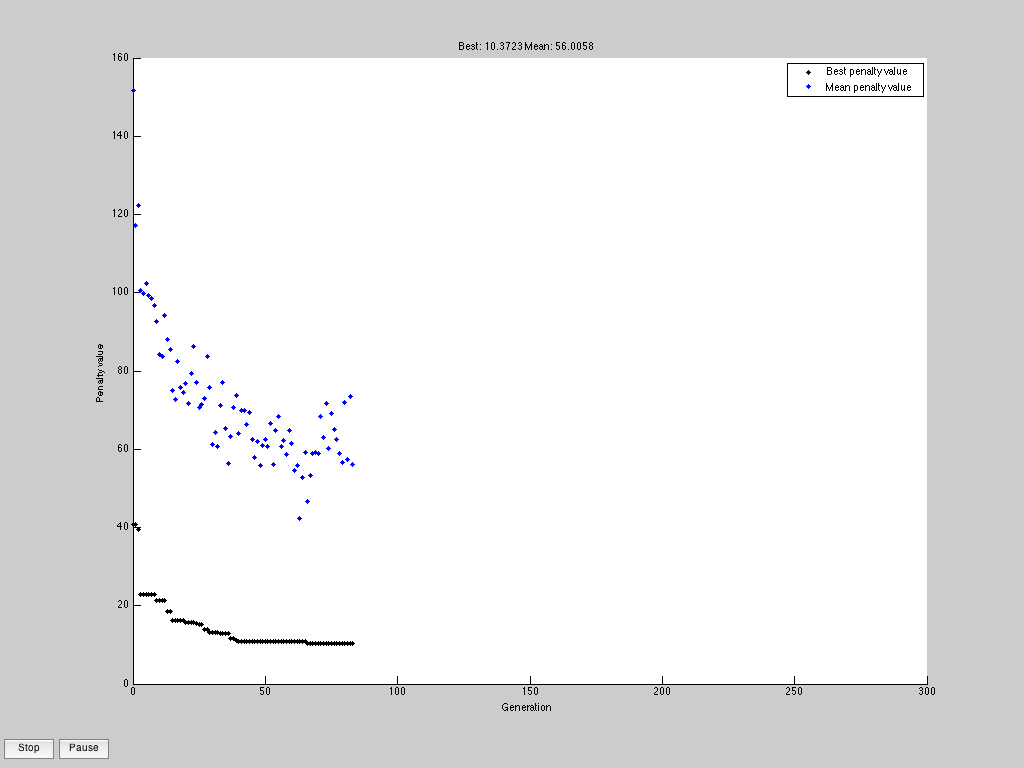 Best: 10.3723 Mean: 56.0058
160
140
120
100
80
60
40
20
0
Penalty value
Best penalty value
Mean penalty value
0 50 100 150 200 250 300
Generation
Stop Pause